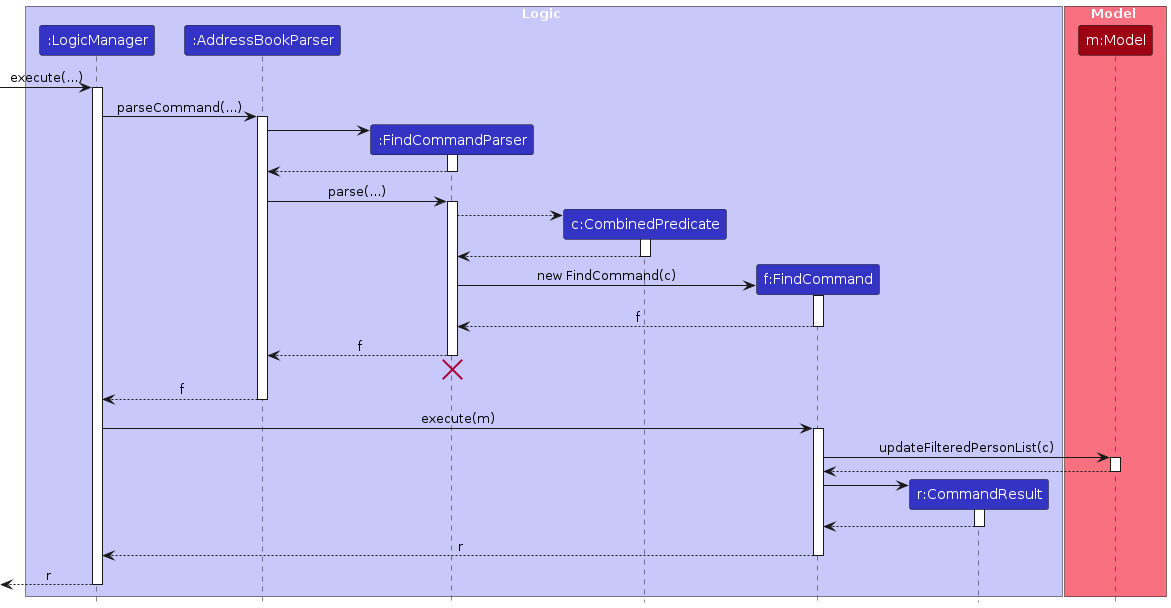 Logic
Model
:LogicManager
:AddressBookParser
m:Model
execute(...)
parseCommand(...)
:FindCommandParser
parse(...)
c:CombinedPredicate
new FindCommand(c)
f:FindCommand
f
f
f
execute(m)
updateFilteredPersonList(c)
r:CommandResult
r
r